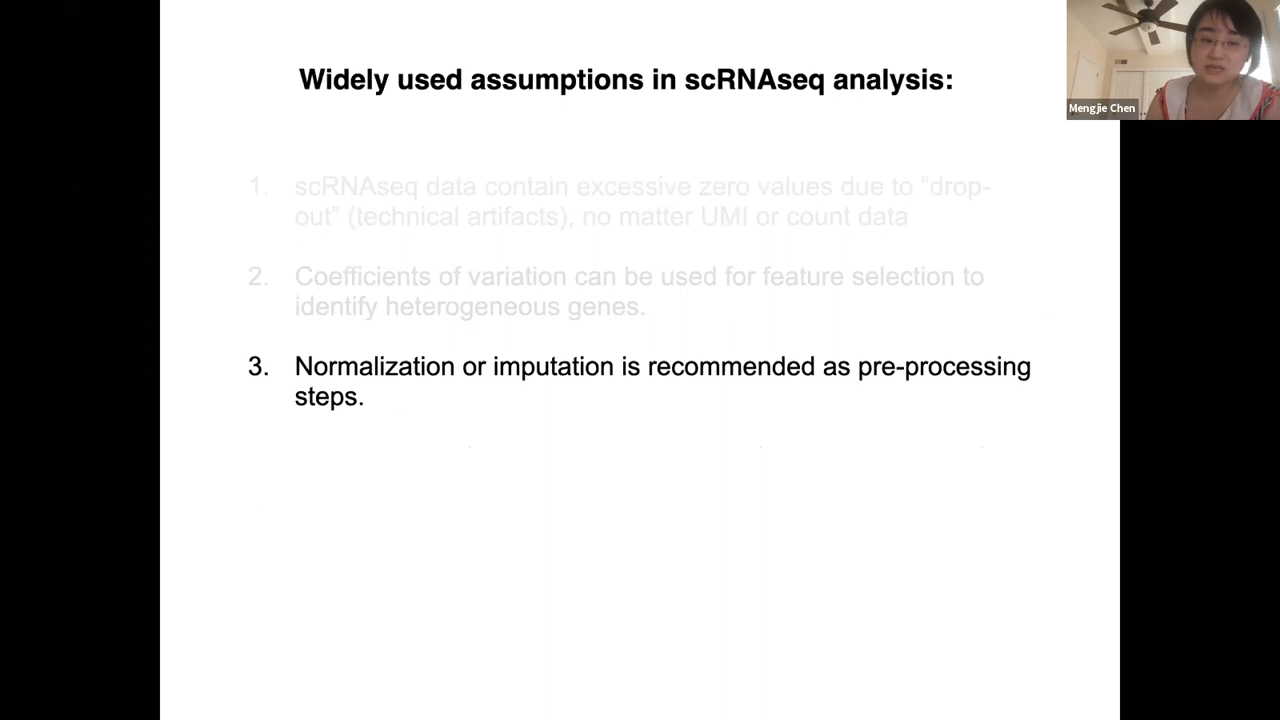 Widely used assumptions in scRNAseq analysis:
1. scRNAseq data contain excessive zero values due to “drop-
out” (technical artifacts), no matter UMI or count data
2. Coefficients of variation can be used for feature selection to
identify heterogeneous genes.
3. Normalization or imputation is recommended as pre-processing
steps.
Mengjie Chen